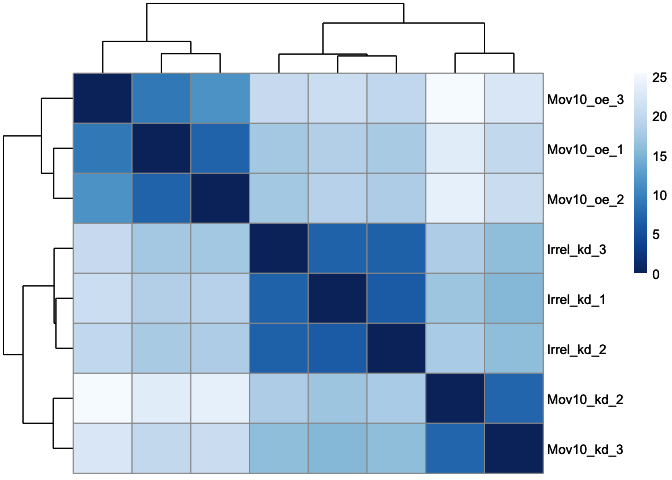 Mov10_oe_3
Mov10_oe_1
Mov10_oe_2
Irrel_kd_3
Irrel_kd_1
Irrel_kd_2
Mov10_kd_2
Mov10_kd_3
25
20
15
10
5
0